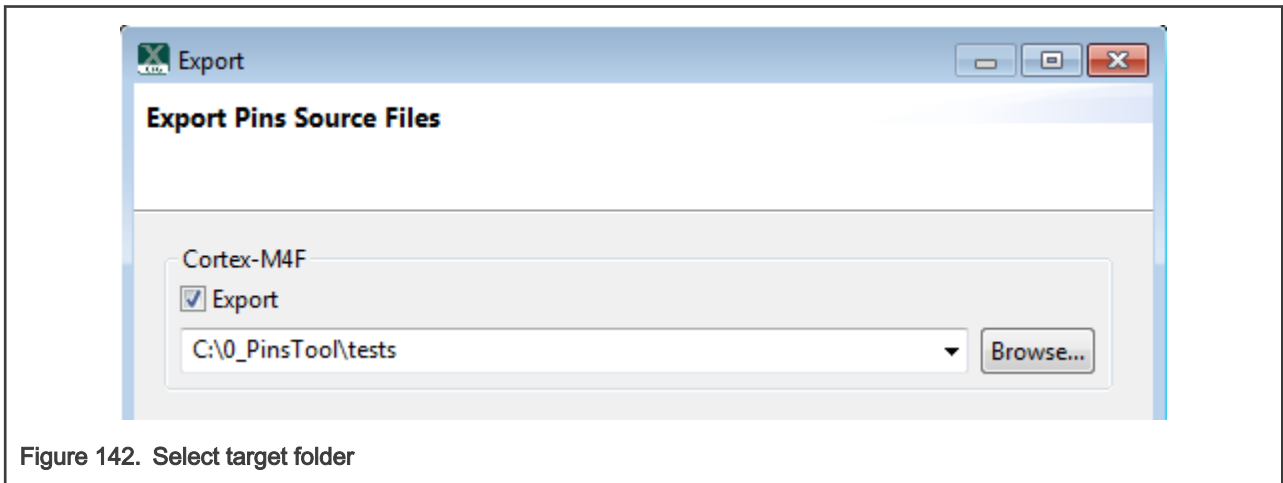 Export
Export Pins Source Files
Cortex-M4F
Export
C:\0_PinsTool\tests
Browse...
Figure 142. Select target folder